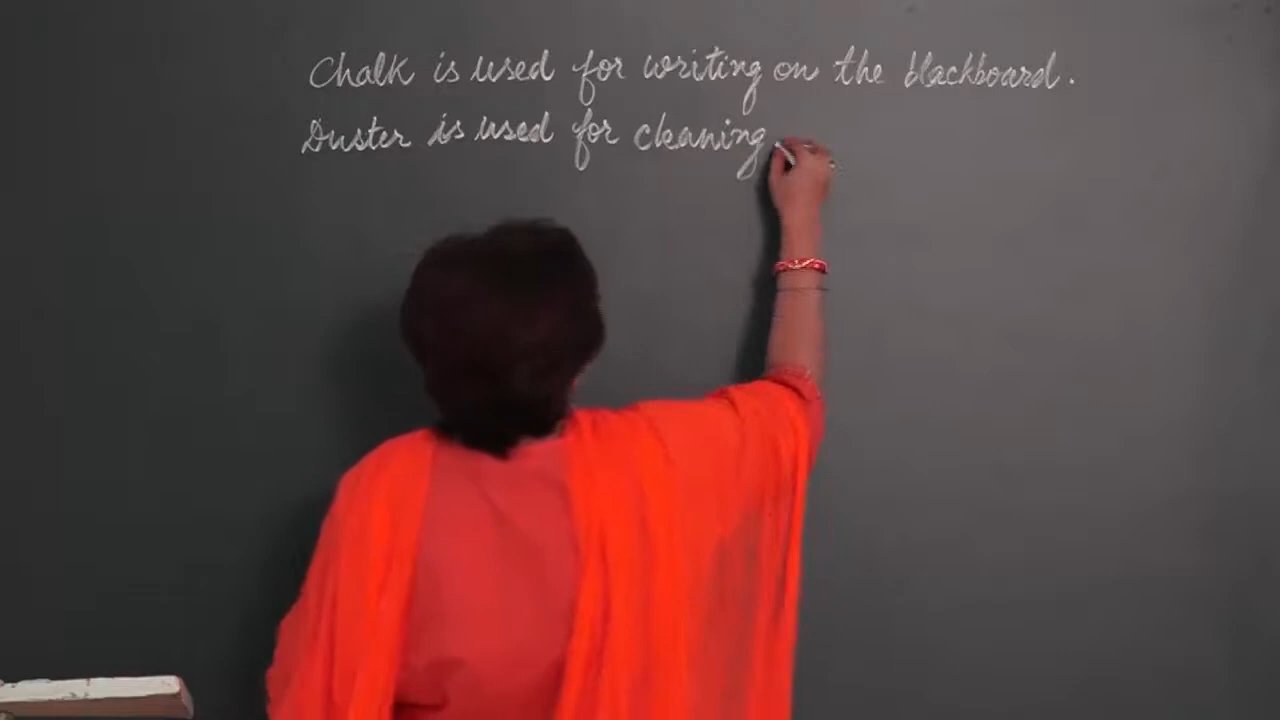 Chalk is used for writing on the blackboard.
Duster is used for cleaning